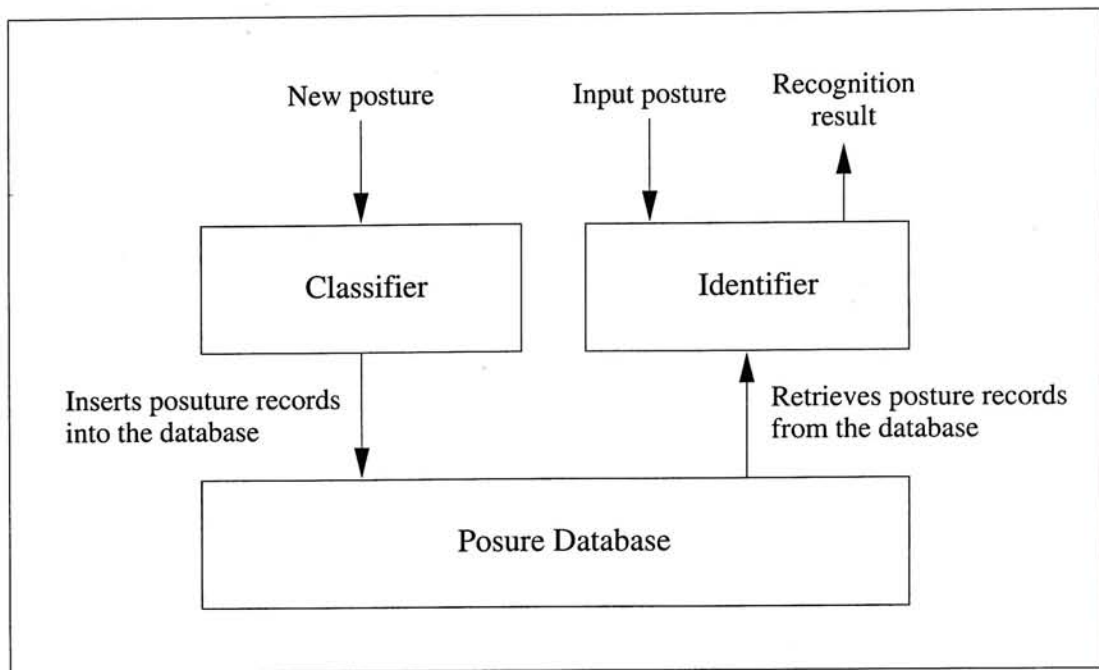 New posture
Input posture
Recognition
result
Classifier
Identifier
Inserts posuture records
into the database
Retrieves posture records
from the database
Posure Database